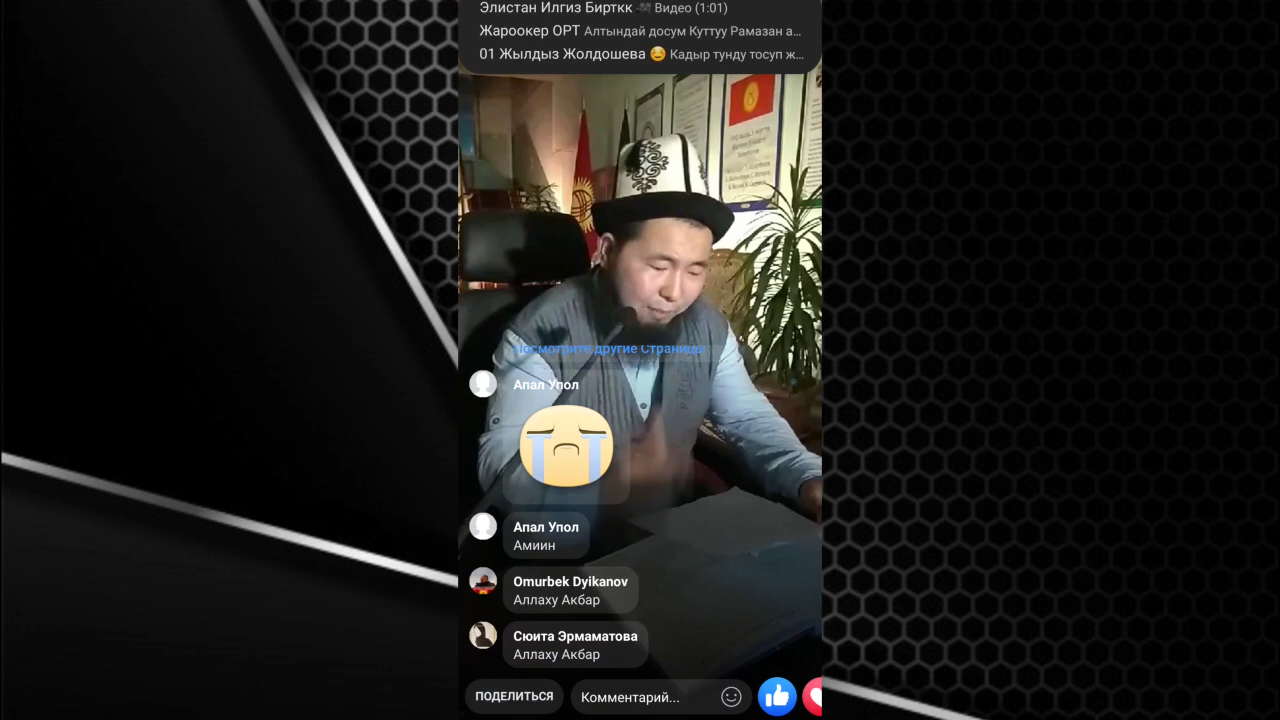 Элистан Илгиз Бирткк Видео (1:01)
Жароокер ОРТ Алтындай досум Куттуу Рамазан а...
01 Жылдыз Жолдошева Кадыр тунду тосуп ж...
Посмотрите другие Страницы
Апал Упол
Апал Упол
Амиин
Omurbek Dyikanov
Аллаху Акбар
Сюита Эрмаматова
Аллаху Акбар
ПОДЕЛИТЬСЯ
Комментарий...